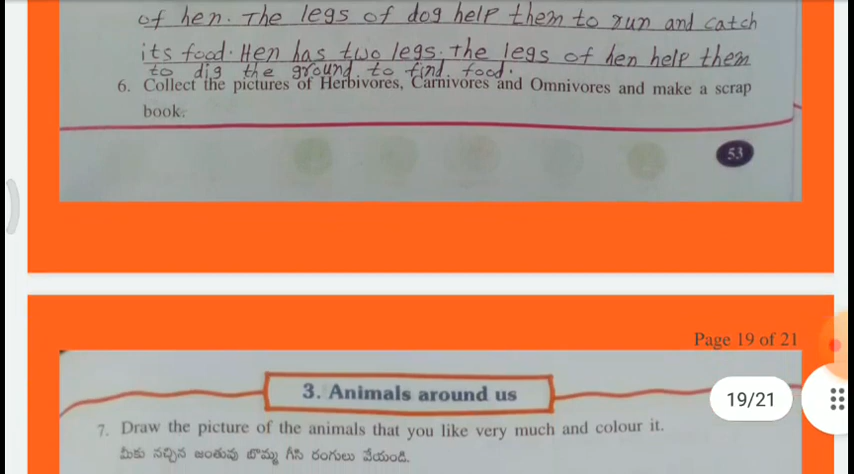 of hen. The legs of dog help them to run and catch
its food. Hen has two legs. The legs of hen help them
to dig the ground to find food.
6. Collect the pictures of Herbivores, Carnivores and Omnivores and make a scrap
book.
53
Page 19 of 21
3. Animals around us
19/21
7. Draw the picture of the animals that you like very much and colour it.
మీకు నచ్చిన జంతువు బొమ్మ గీసి రంగులు వేయండి.